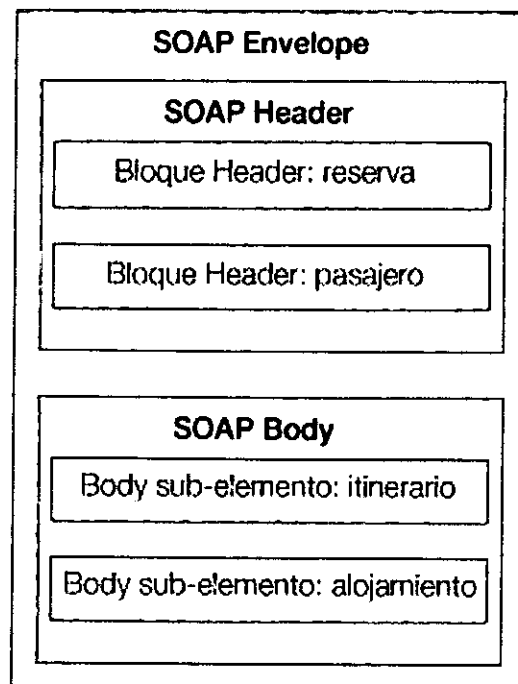 SOAP Envelope
SOAP Header
Bloque Header: reserva
Bloque Header: pasajero
SOAP Body
Body sub-elemento: itinerario
Body sub-elemento: alojamiento